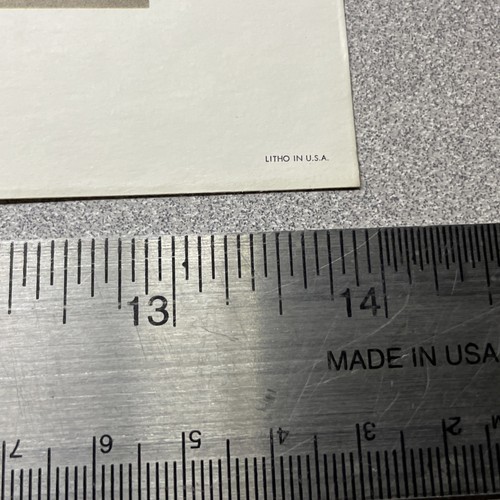 LITHO IN U.S.A.
13 14
MADE IN USA
7 6 5 4 3 2